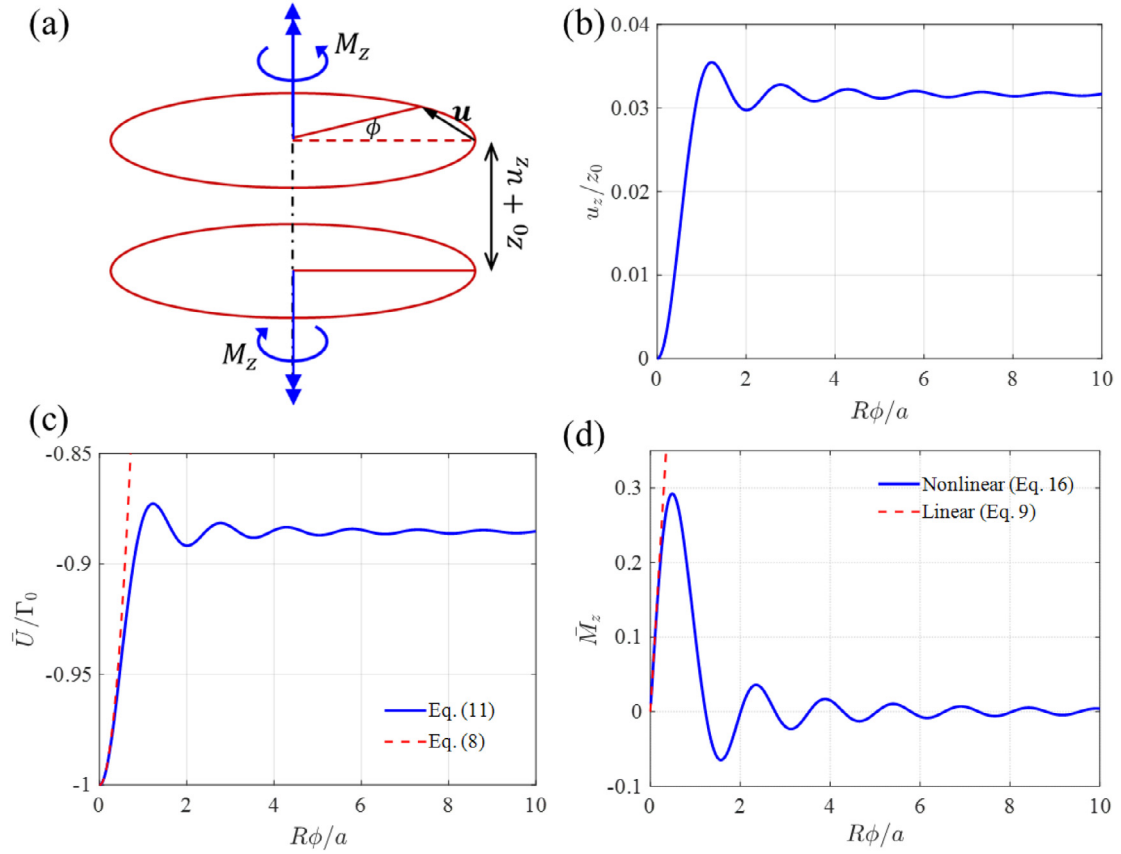 (a)
M_z
u
ϕ
z_0 + u_z
M_z
(b)
0.04
0.03
0.02
0.01
0
u_z/z_0
0 2 4 6 8 10
Rϕ/a
(c)
-0.85
-0.9
-0.95
-1
Ū/Γ_0
Eq. (11)
Eq. (8)
0 2 4 6 8 10
Rϕ/a
(d)
0.3
0.2
0.1
0
-0.1
M̄_z
Nonlinear (Eq. 16)
Linear (Eq. 9)
0 2 4 6 8 10
Rϕ/a